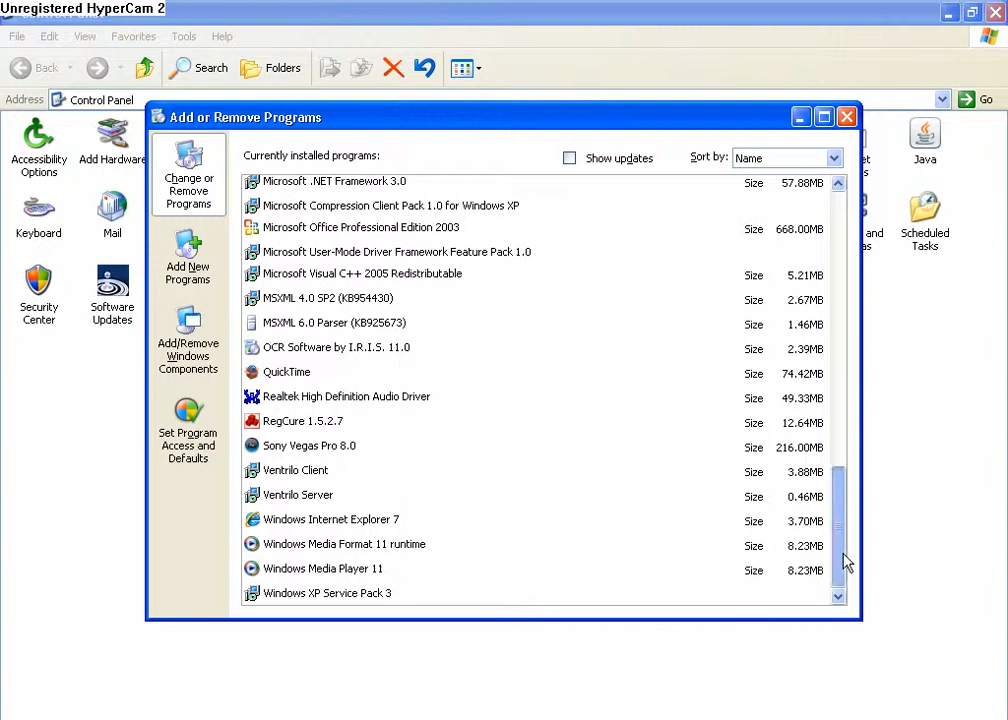 Unregistered HyperCam 2
File Edit View Favorites Tools Help
Back Search Folders
Address Control Panel Go
Accessibility Options
Add Hardware
Java
Keyboard
Mail
Scheduled Tasks
Security Center
Software Updates
Add or Remove Programs
Change or Remove Programs
Add New Programs
Add/Remove Windows Components
Set Program Access and Defaults
Currently installed programs: Show updates Sort by: Name
Microsoft .NET Framework 3.0 Size 57.88MB
Microsoft Compression Client Pack 1.0 for Windows XP
Microsoft Office Professional Edition 2003 Size 668.00MB
Microsoft User-Mode Driver Framework Feature Pack 1.0
Microsoft Visual C++ 2005 Redistributable Size 5.21MB
MSXML 4.0 SP2 (KB954430) Size 2.67MB
MSXML 6.0 Parser (KB925673) Size 1.46MB
OCR Software by I.R.I.S. 11.0 Size 2.39MB
QuickTime Size 74.42MB
Realtek High Definition Audio Driver Size 49.33MB
RegCure 1.5.2.7 Size 12.64MB
Sony Vegas Pro 8.0 Size 216.00MB
Ventrilo Client Size 3.88MB
Ventrilo Server Size 0.46MB
Windows Internet Explorer 7 Size 3.70MB
Windows Media Format 11 runtime Size 8.23MB
Windows Media Player 11 Size 8.23MB
Windows XP Service Pack 3